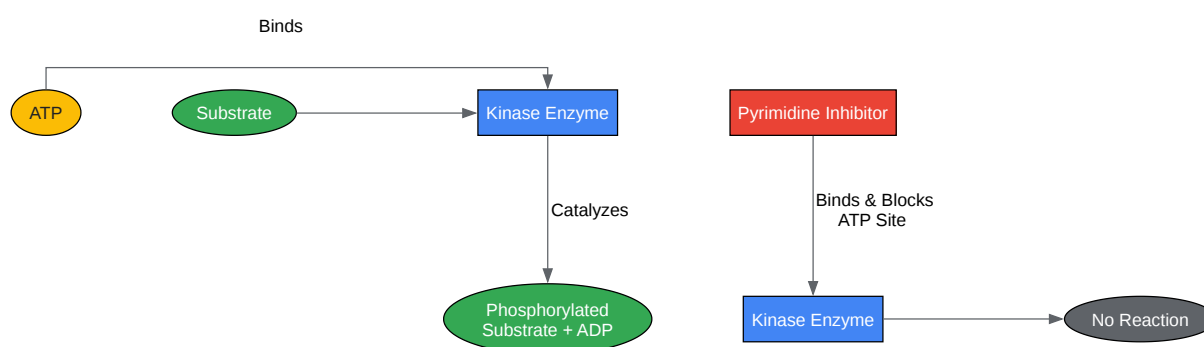 Binds
ATP
Substrate
Kinase Enzyme
Pyrimidine Inhibitor
Catalyzes
Binds & Blocks
ATP Site
Phosphorylated
Substrate + ADP
Kinase Enzyme
No Reaction